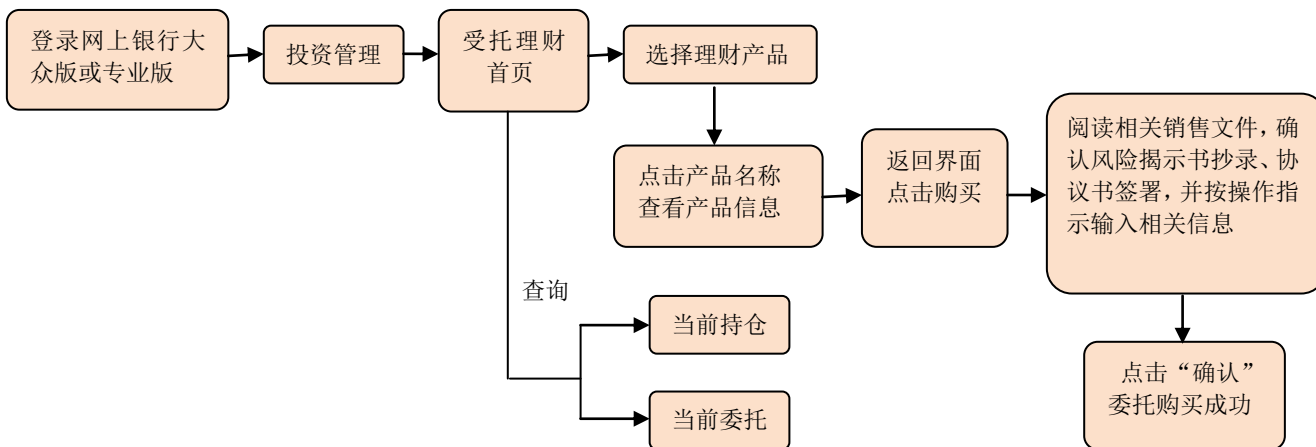 登录网上银行大
众版或专业版
投资管理
受托理财
首页
选择理财产品
点击产品名称
查看产品信息
返回界面
点击购买
阅读相关销售文件，确
认风险揭示书抄录、协
议书签署，并按操作指
示输入相关信息
查询
当前持仓
当前委托
点击“确认”
委托购买成功